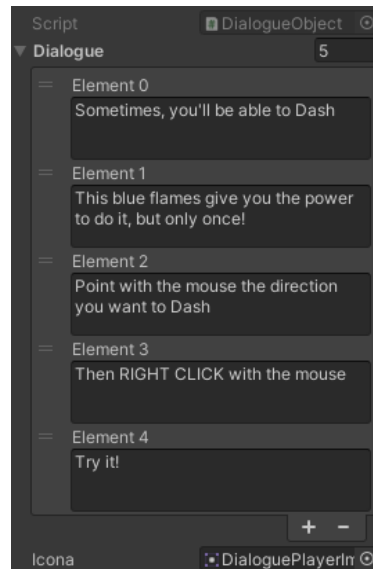 Script DialogueObject
Dialogue 5
Element 0
Sometimes, you'll be able to Dash
Element 1
This blue flames give you the power
to do it, but only once!
Element 2
Point with the mouse the direction
you want to Dash
Element 3
Then RIGHT CLICK with the mouse
Element 4
Try it!
+ -
Icona DialoguePlayerIm